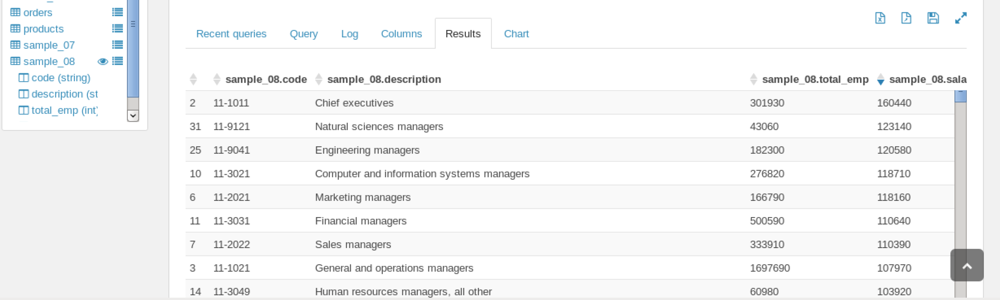 orders
products
sample_07
sample_08
code (string)
description (st
total_emp (int)
Recent queries Query Log Columns Results Chart
sample_08.code sample_08.description sample_08.total_emp sample_08.sala
2 11-1011 Chief executives 301930 160440
31 11-9121 Natural sciences managers 43060 123140
25 11-9041 Engineering managers 182300 120580
10 11-3021 Computer and information systems managers 276820 118710
6 11-2021 Marketing managers 166790 118160
11 11-3031 Financial managers 500590 110640
7 11-2022 Sales managers 333910 110390
3 11-1021 General and operations managers 1697690 107970
14 11-3049 Human resources managers, all other 60980 103920